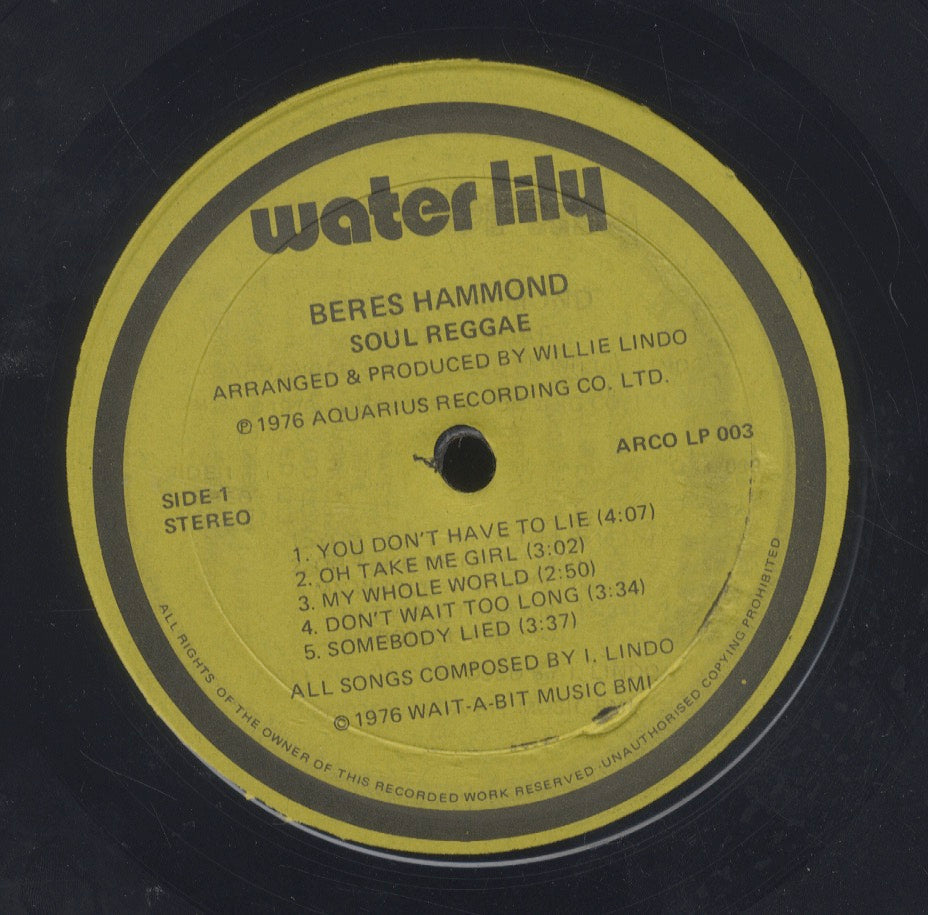 water lily
BERES HAMMOND
SOUL REGGAE
ARRANGED & PRODUCED BY WILLIE LINDO
℗ 1976 AQUARIUS RECORDING CO. LTD.
ARCO LP 003
SIDE 1
STEREO
1. YOU DON'T HAVE TO LIE (4:07)
2. OH TAKE ME GIRL (3:02)
3. MY WHOLE WORLD (2:50)
4. DON'T WAIT TOO LONG (3:34)
5. SOMEBODY LIED (3:37)
ALL SONGS COMPOSED BY I. LINDO
© 1976 WAIT-A-BIT MUSIC BMI
ALL RIGHTS OF THE OWNER OF THIS RECORDED WORK RESERVED · UNAUTHORISED COPYING PROHIBITED